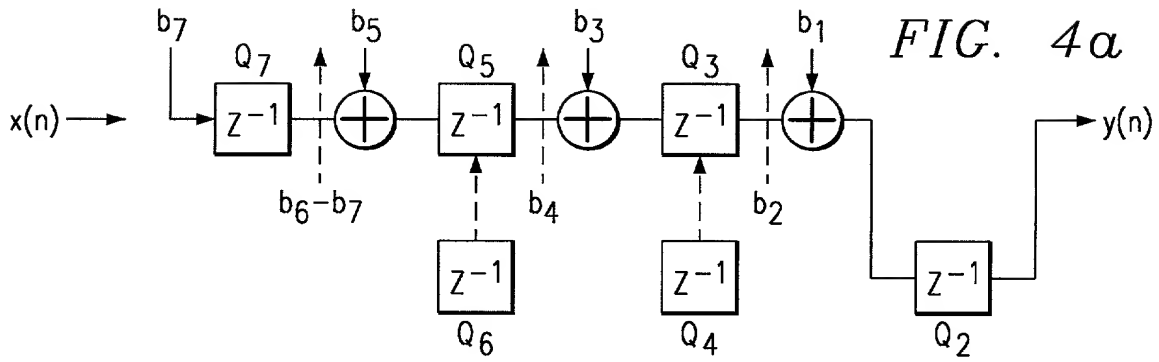 FIG. 4a
b7 b5 b3 b1
Q7 Q5 Q3
x(n) z⁻¹ + z⁻¹ + z⁻¹ + y(n)
b6-b7 b4 b2
z⁻¹ z⁻¹ z⁻¹
Q6 Q4 Q2